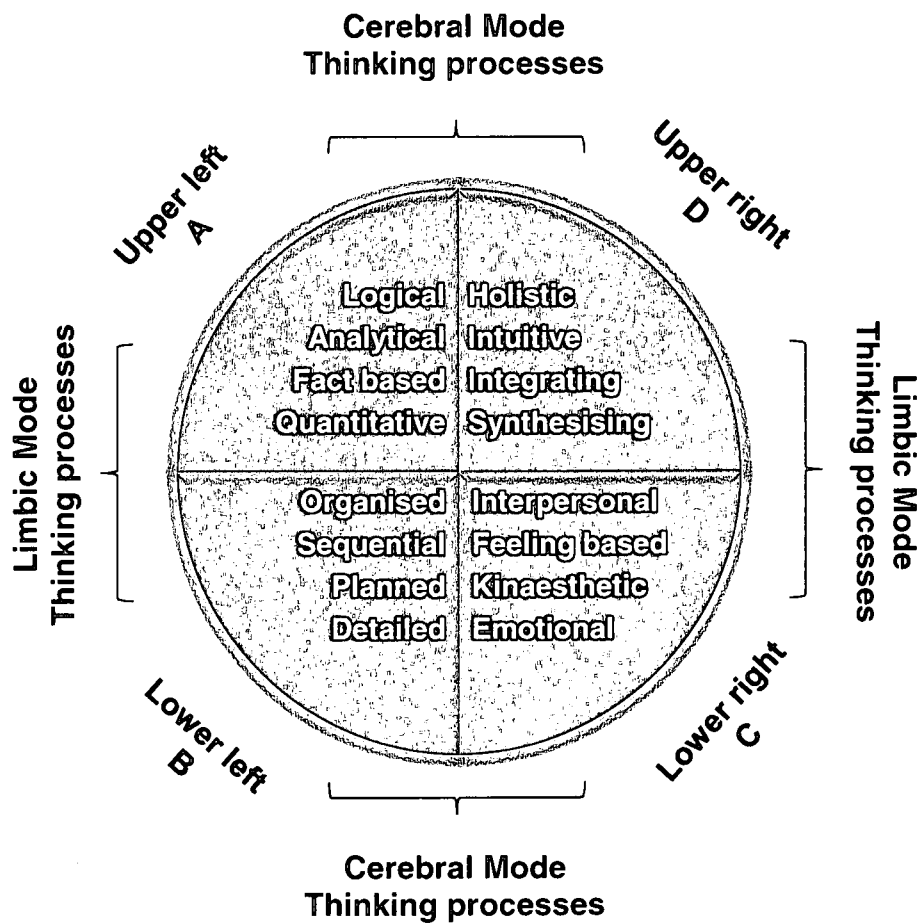 Cerebral Mode
Thinking processes
Upper left
A
Upper right
D
Limbic Mode
Thinking processes
Logical
Analytical
Fact based
Quantitative
Holistic
Intuitive
Integrating
Synthesising
Limbic Mode
Thinking processes
Organised
Sequential
Planned
Detailed
Interpersonal
Feeling based
Kinaesthetic
Emotional
Lower left
B
Lower right
C
Cerebral Mode
Thinking processes